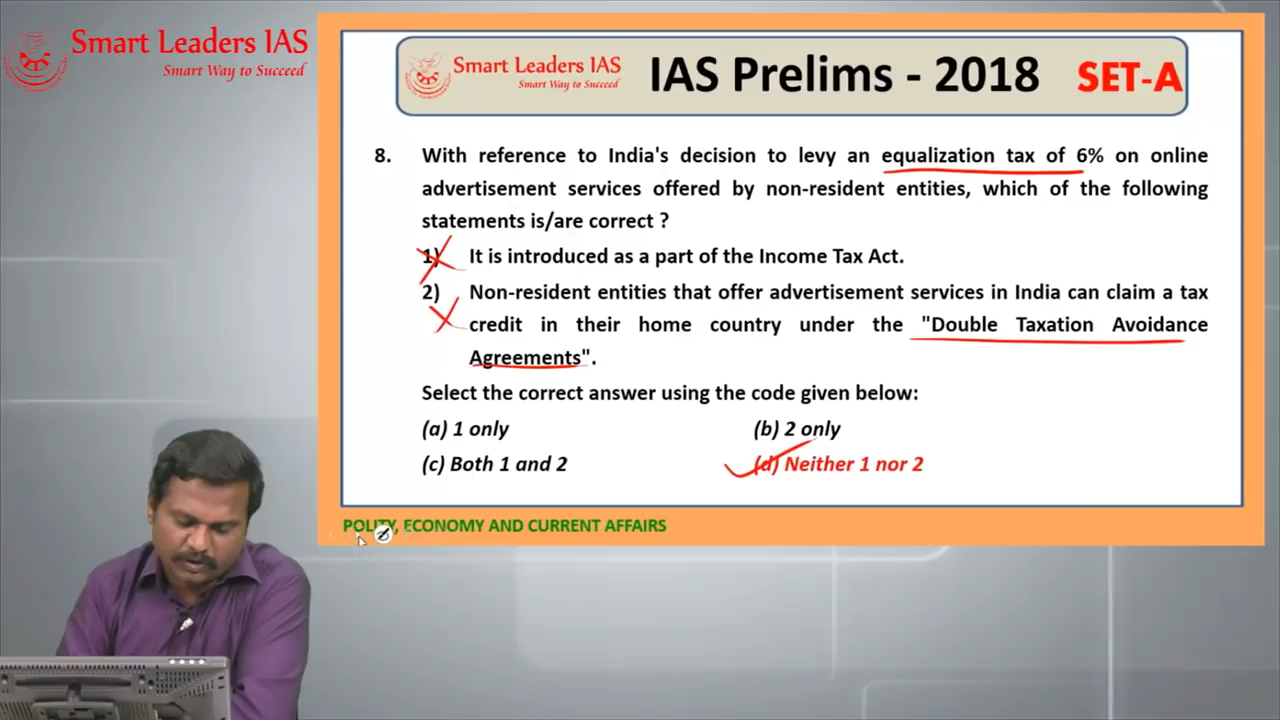 Smart Leaders IAS
Smart Way to Succeed
Smart Leaders IAS
Smart Way to Succeed
IAS Prelims - 2018 SET-A
8. With reference to India's decision to levy an equalization tax of 6% on online
advertisement services offered by non-resident entities, which of the following
statements is/are correct ?
1) It is introduced as a part of the Income Tax Act.
2) Non-resident entities that offer advertisement services in India can claim a tax
credit in their home country under the "Double Taxation Avoidance
Agreements".
Select the correct answer using the code given below:
(a) 1 only (b) 2 only
(c) Both 1 and 2 (d) Neither 1 nor 2
POLITY, ECONOMY AND CURRENT AFFAIRS